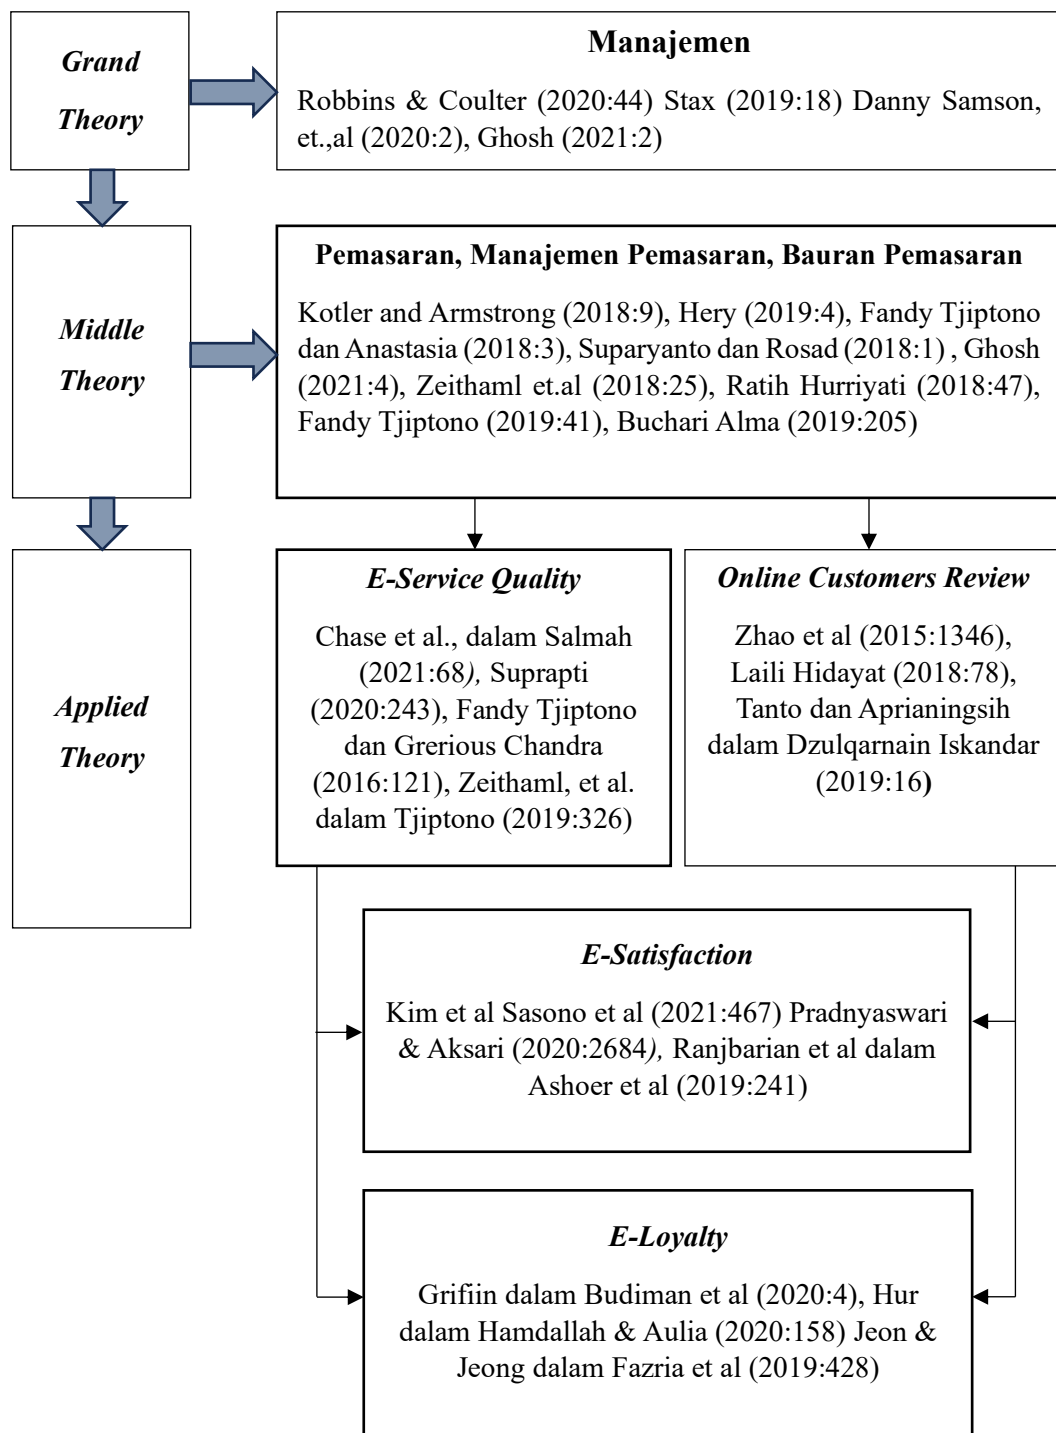 Grand
Theory
Manajemen
Robbins & Coulter (2020:44) Stax (2019:18) Danny Samson,
et.,al (2020:2), Ghosh (2021:2)
Middle
Theory
Pemasaran, Manajemen Pemasaran, Bauran Pemasaran
Kotler and Armstrong (2018:9), Hery (2019:4), Fandy Tjiptono
dan Anastasia (2018:3), Suparyanto dan Rosad (2018:1) , Ghosh
(2021:4), Zeithaml et.al (2018:25), Ratih Hurriyati (2018:47),
Fandy Tjiptono (2019:41), Buchari Alma (2019:205)
Applied
Theory
E-Service Quality
Chase et al., dalam Salmah
(2021:68), Suprapti
(2020:243), Fandy Tjiptono
dan Grerious Chandra
(2016:121), Zeithaml, et al.
dalam Tjiptono (2019:326)
Online Customers Review
Zhao et al (2015:1346),
Laili Hidayat (2018:78),
Tanto dan Aprianingsih
dalam Dzulqarnain Iskandar
(2019:16)
E-Satisfaction
Kim et al Sasono et al (2021:467) Pradnyaswari
& Aksari (2020:2684), Ranjbarian et al dalam
Ashoer et al (2019:241)
E-Loyalty
Grifiin dalam Budiman et al (2020:4), Hur
dalam Hamdallah & Aulia (2020:158) Jeon &
Jeong dalam Fazria et al (2019:428)